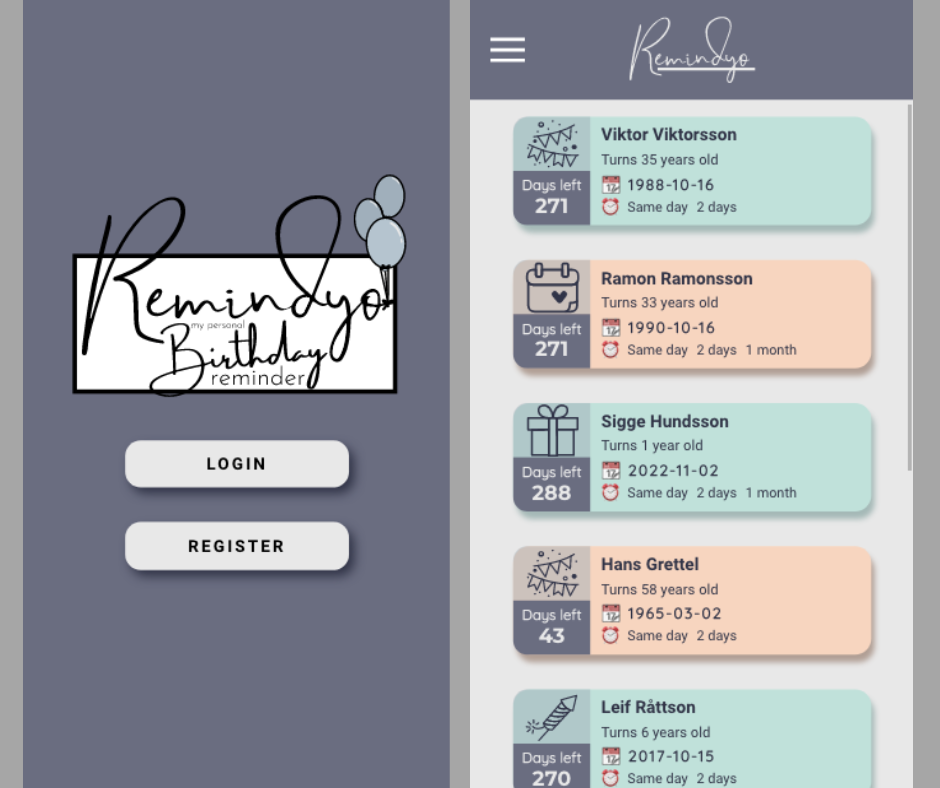 Remindyo
my personal
Birthday
reminder
LOGIN
REGISTER
Remindyo
Viktor Viktorsson
Turns 35 years old
Days left
271
1988-10-16
Same day 2 days
Ramon Ramonsson
Turns 33 years old
Days left
271
1990-10-16
Same day 2 days 1 month
Sigge Hundsson
Turns 1 year old
Days left
288
2022-11-02
Same day 2 days 1 month
Hans Grettel
Turns 58 years old
Days left
43
1965-03-02
Same day 2 days
Leif Råttson
Turns 6 years old
Days left
270
2017-10-15
Same day 2 days